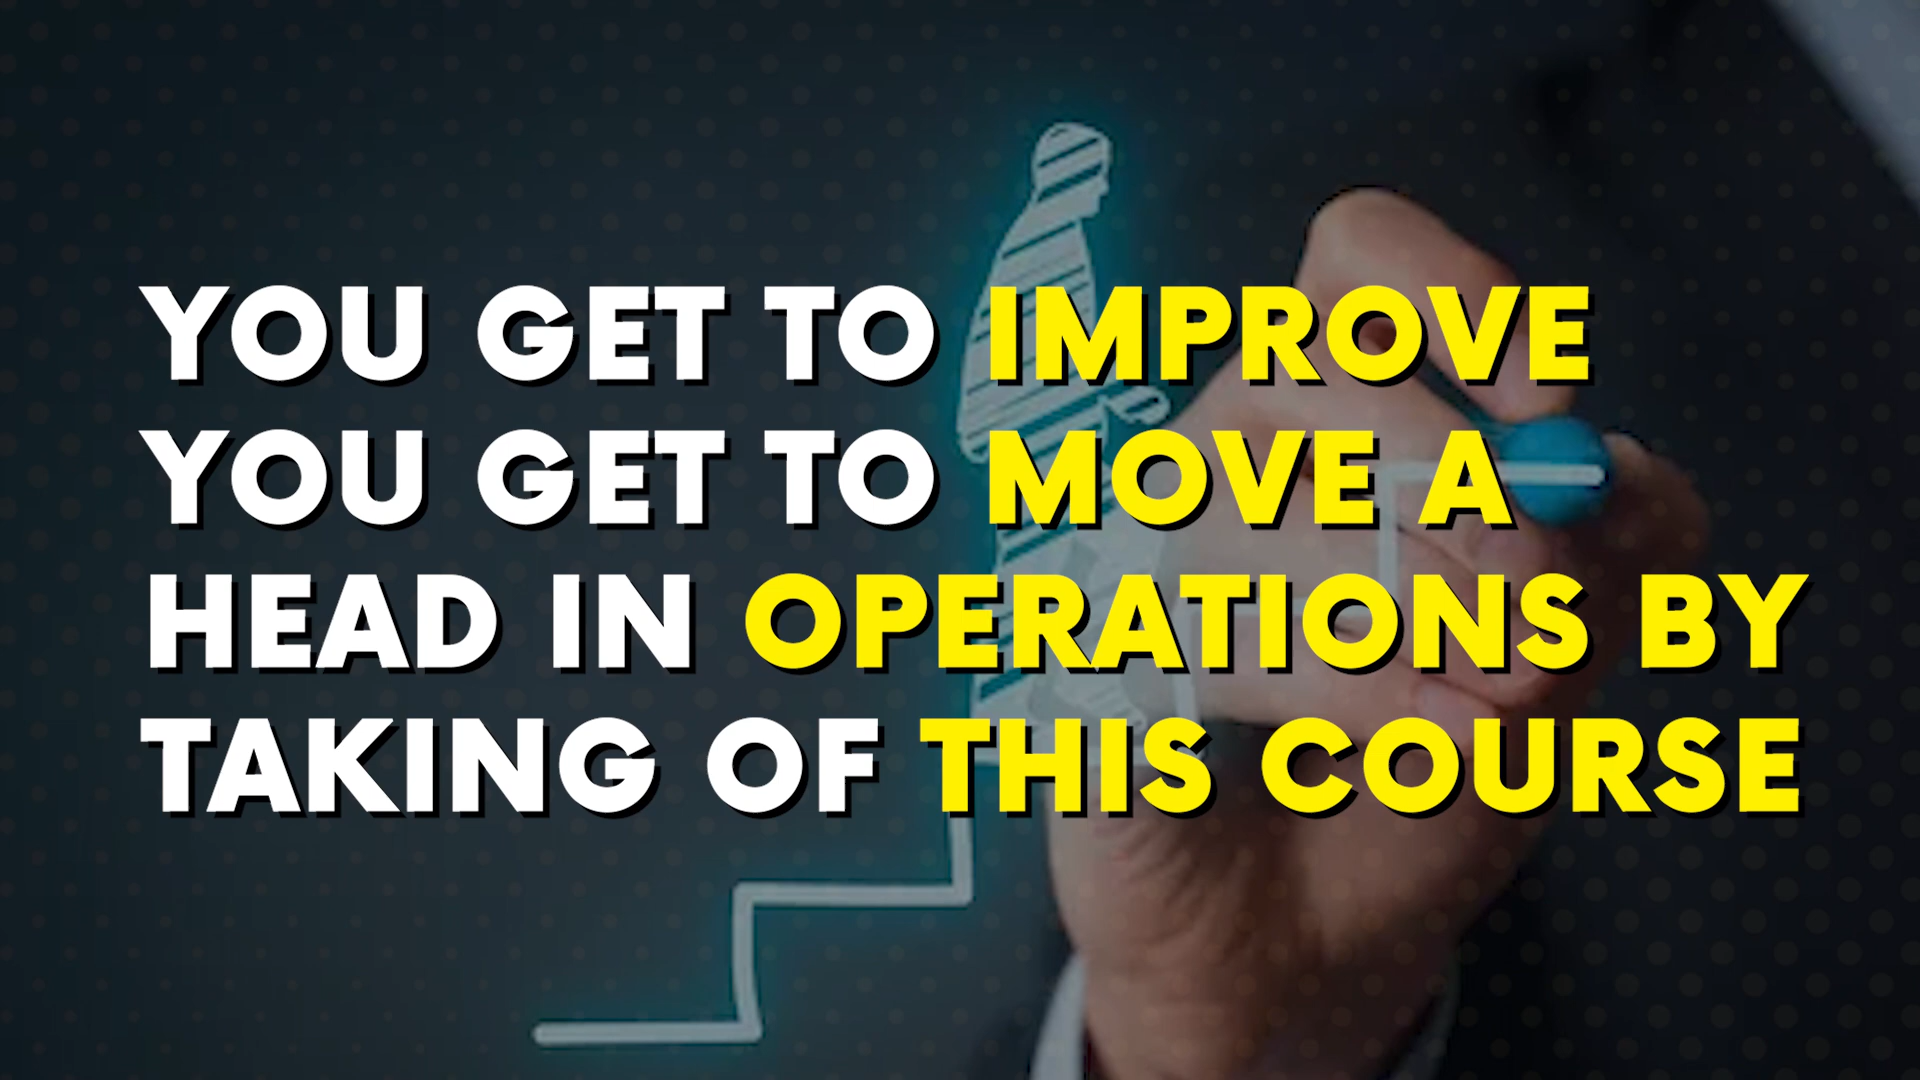 YOU GET TO IMPROVE
YOU GET TO MOVE A
HEAD IN OPERATIONS BY
TAKING OF THIS COURSE